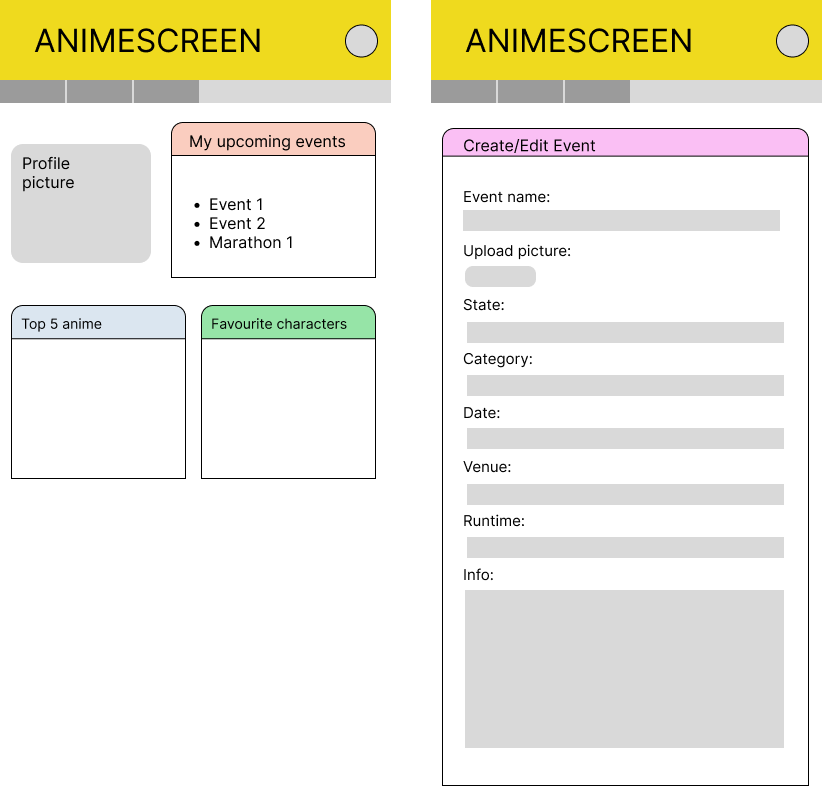 ANIMESCREEN
Profile
picture
My upcoming events
• Event 1
• Event 2
• Marathon 1
Top 5 anime
Favourite characters
ANIMESCREEN
Create/Edit Event
Event name:
Upload picture:
State:
Category:
Date:
Venue:
Runtime:
Info: